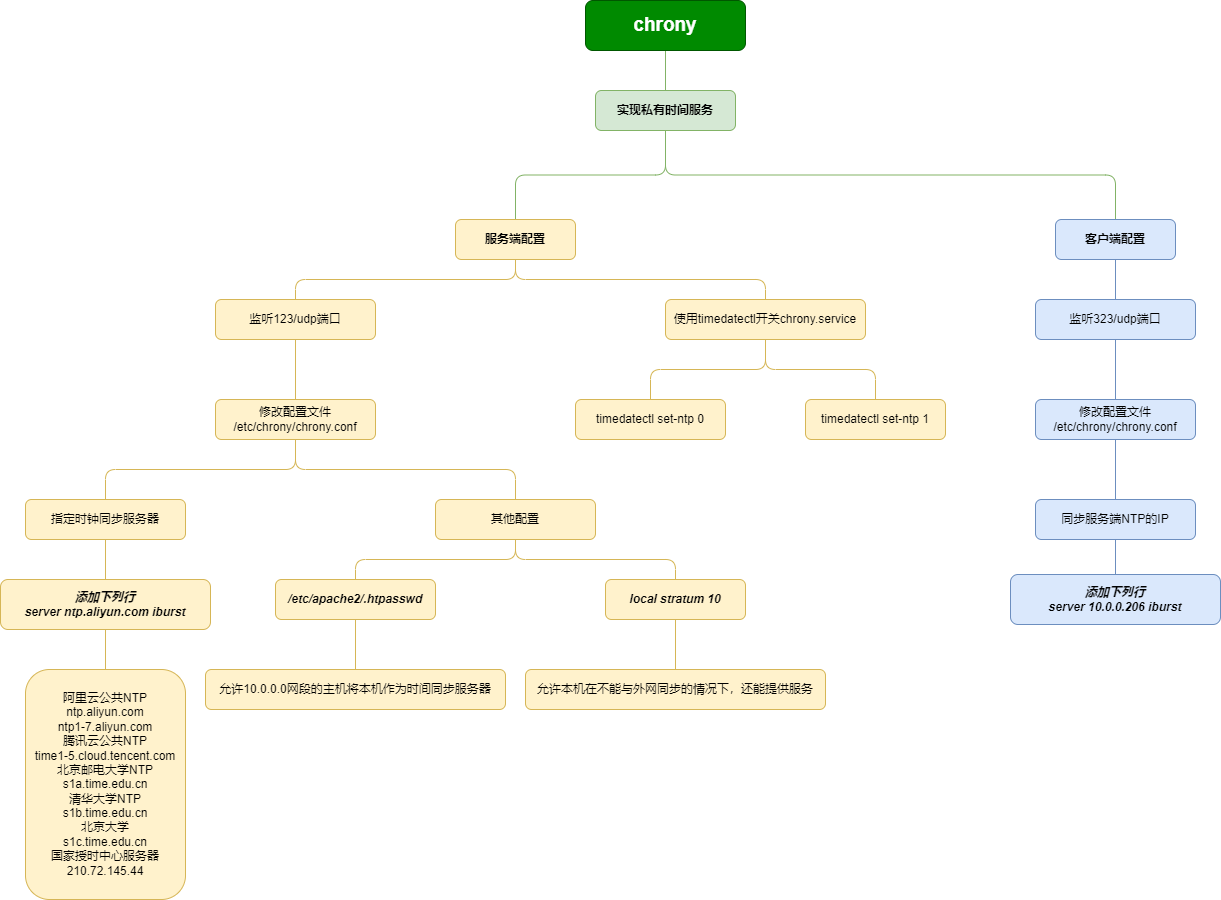 chrony
实现私有时间服务
服务端配置
客户端配置
监听123/udp端口
使用timedatectl开关chrony.service
监听323/udp端口
修改配置文件
/etc/chrony/chrony.conf
timedatectl set-ntp 0
timedatectl set-ntp 1
修改配置文件
/etc/chrony/chrony.conf
指定时钟同步服务器
其他配置
同步服务端NTP的IP
添加下列行
server ntp.aliyun.com iburst
/etc/apache2/.htpasswd
local stratum 10
添加下列行
server 10.0.0.206 iburst
允许10.0.0.0网段的主机将本机作为时间同步服务器
允许本机在不能与外网同步的情况下，还能提供服务
阿里云公共NTP
ntp.aliyun.com
ntp1-7.aliyun.com
腾讯云公共NTP
time1-5.cloud.tencent.com
北京邮电大学NTP
s1a.time.edu.cn
清华大学NTP
s1b.time.edu.cn
北京大学
s1c.time.edu.cn
国家授时中心服务器
210.72.145.44